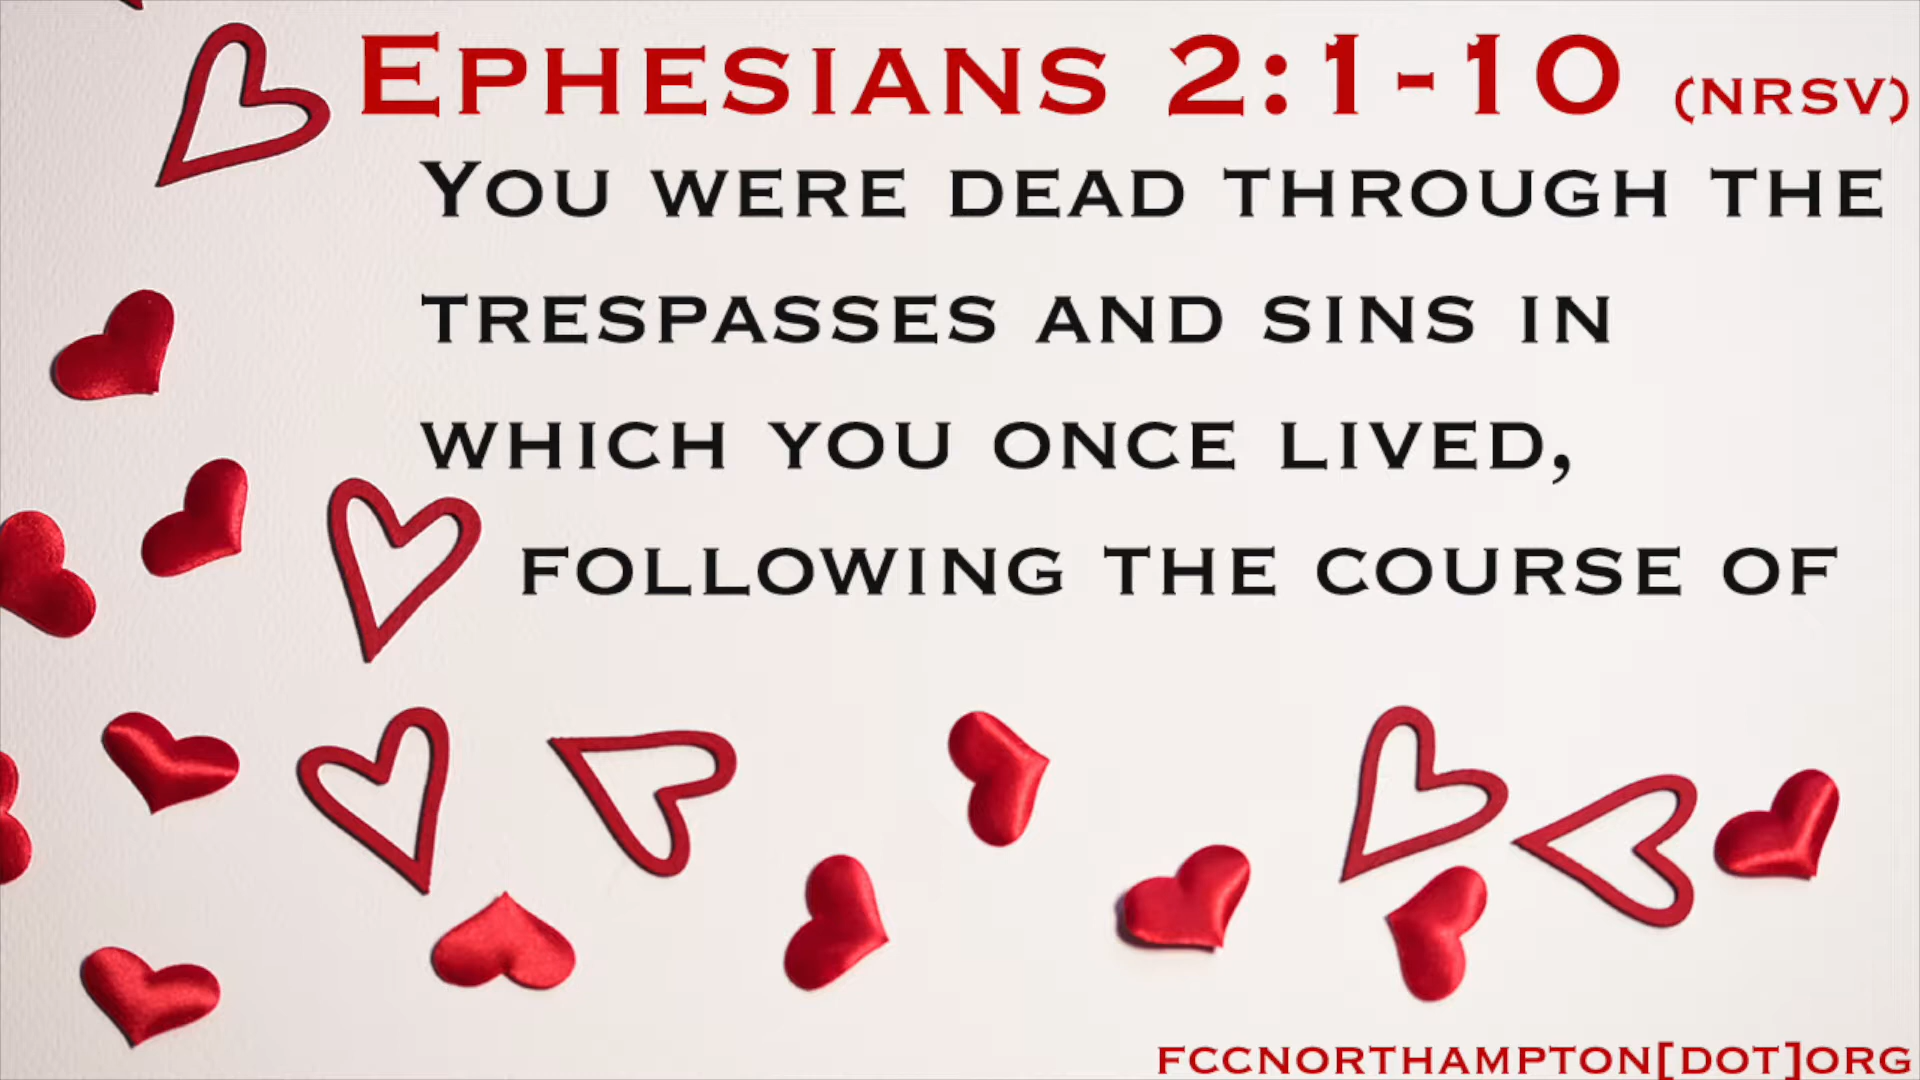 Ephesians 2:1-10 (NRSV)
You were dead through the
trespasses and sins in
which you once lived,
following the course of
fccnorthampton[dot]org